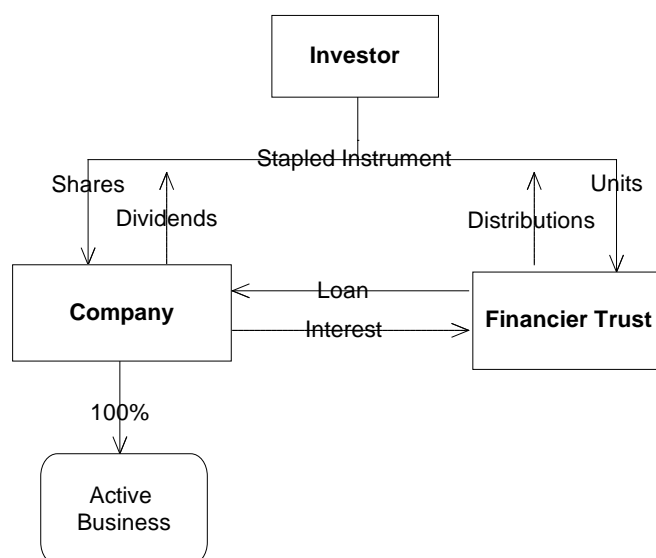 Investor
Stapled Instrument
Shares
Units
Dividends
Distributions
Loan
Company
Financier Trust
Interest
100%
Active
Business